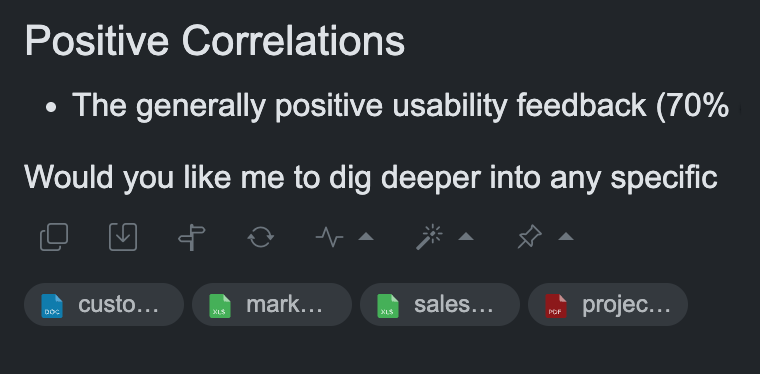 Positive Correlations
• The generally positive usability feedback (70%
Would you like me to dig deeper into any specific
DOC custo... XLS mark... XLS sales... PDF projec...